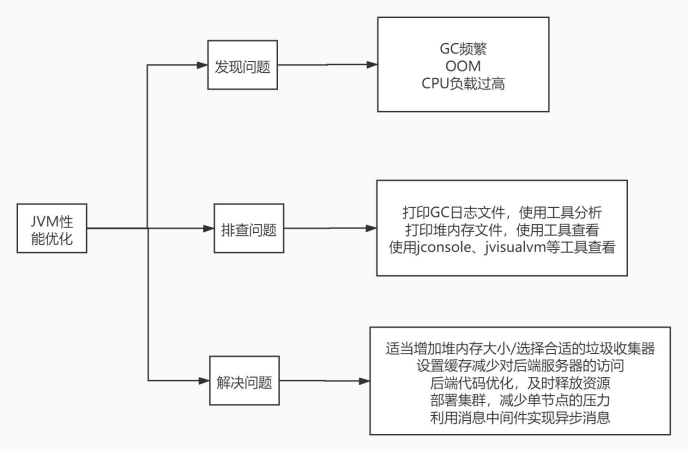 发现问题
GC频繁
OOM
CPU负载过高
JVM性
能优化
排查问题
打印GC日志文件，使用工具分析
打印堆内存文件，使用工具查看
使用jconsole、jvisualvm等工具查看
解决问题
适当增加堆内存大小/选择合适的垃圾收集器
设置缓存减少对后端服务器的访问
后端代码优化，及时释放资源
部署集群，减少单节点的压力
利用消息中间件实现异步消息